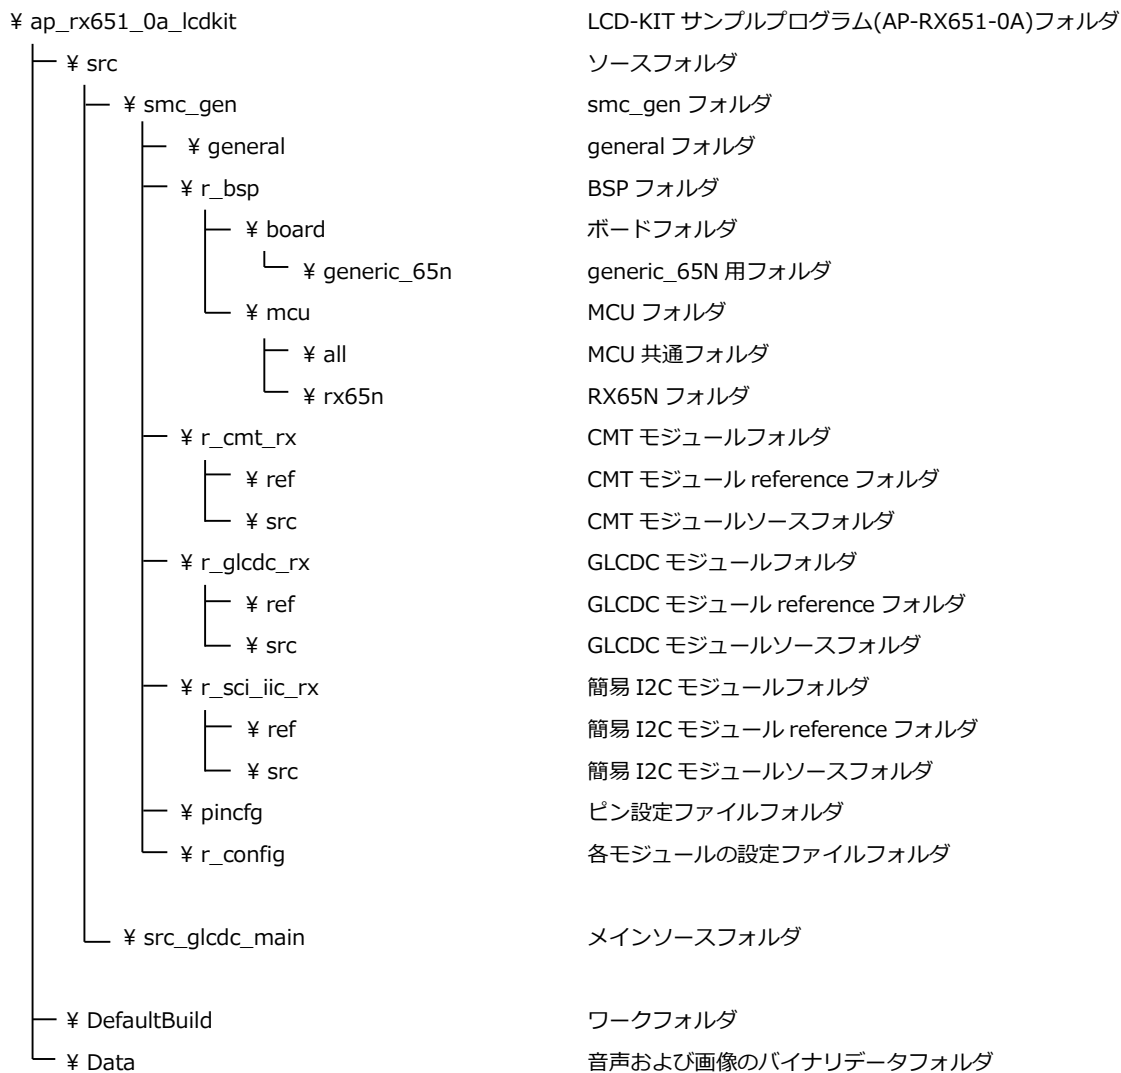 ¥ ap_rx651_0a_lcdkit LCD-KIT サンプルプログラム(AP-RX651-0A)フォルダ
¥ src ソースフォルダ
¥ smc_gen smc_gen フォルダ
¥ general general フォルダ
¥ r_bsp BSP フォルダ
¥ board ボードフォルダ
¥ generic_65n generic_65N 用フォルダ
¥ mcu MCU フォルダ
¥ all MCU 共通フォルダ
¥ rx65n RX65N フォルダ
¥ r_cmt_rx CMT モジュールフォルダ
¥ ref CMT モジュール reference フォルダ
¥ src CMT モジュールソースフォルダ
¥ r_glcdc_rx GLCDC モジュールフォルダ
¥ ref GLCDC モジュール reference フォルダ
¥ src GLCDC モジュールソースフォルダ
¥ r_sci_iic_rx 簡易 I2C モジュールフォルダ
¥ ref 簡易 I2C モジュール reference フォルダ
¥ src 簡易 I2C モジュールソースフォルダ
¥ pincfg ピン設定ファイルフォルダ
¥ r_config 各モジュールの設定ファイルフォルダ
¥ src_glcdc_main メインソースフォルダ
¥ DefaultBuild ワークフォルダ
¥ Data 音声および画像のバイナリデータフォルダ